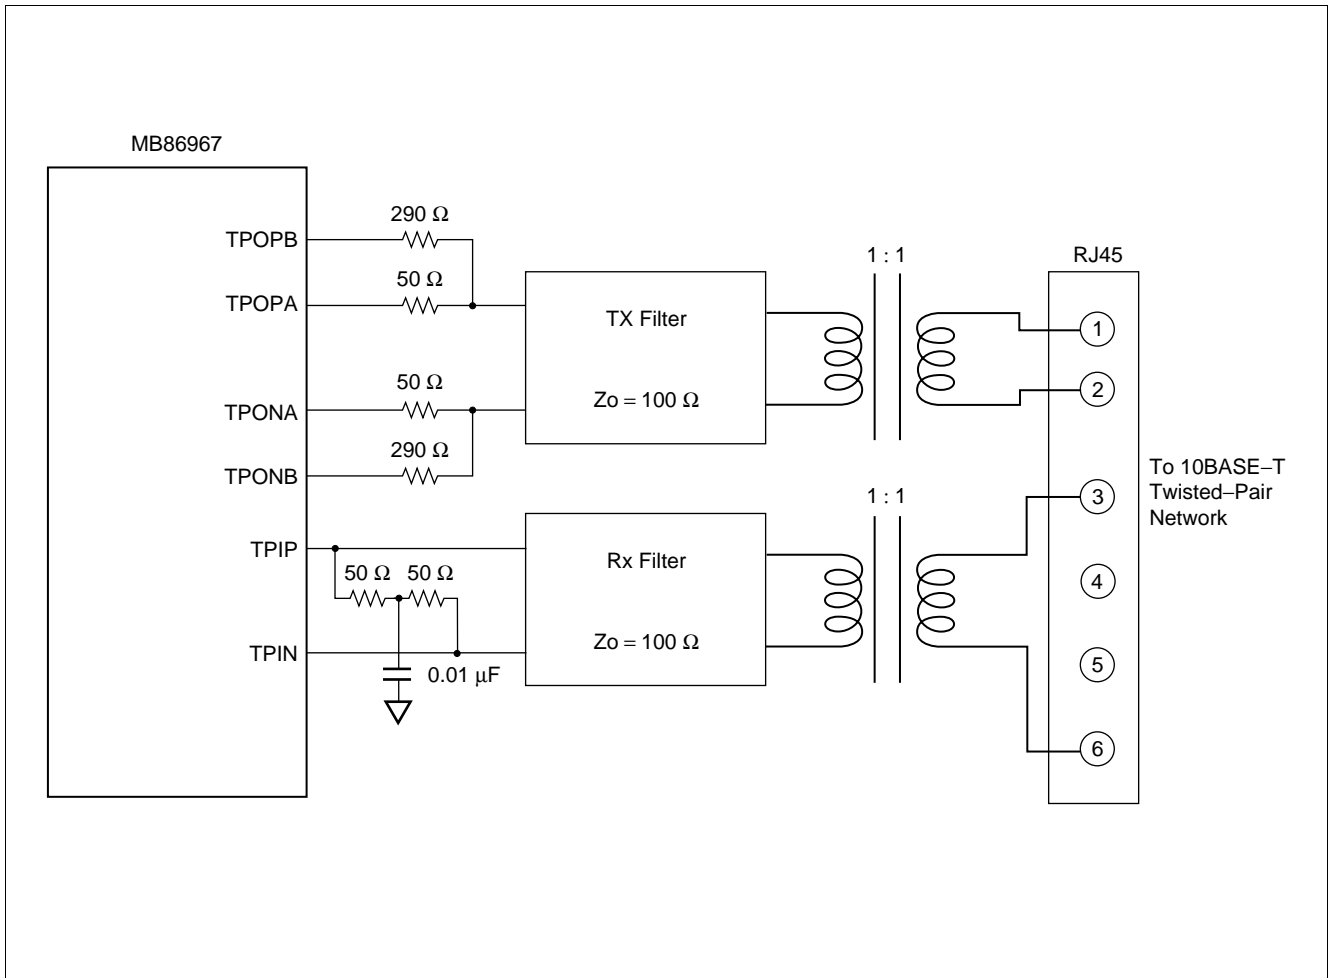 MB86967
290 Ω
TPOPB
50 Ω
TPOPA
50 Ω
TPONA
290 Ω
TPONB
TPIP
50 Ω 50 Ω
TPIN
0.01 μF
TX Filter
Zo = 100 Ω
Rx Filter
Zo = 100 Ω
1 : 1
1 : 1
RJ45
1
2
3
4
5
6
To 10BASE–T
Twisted–Pair
Network